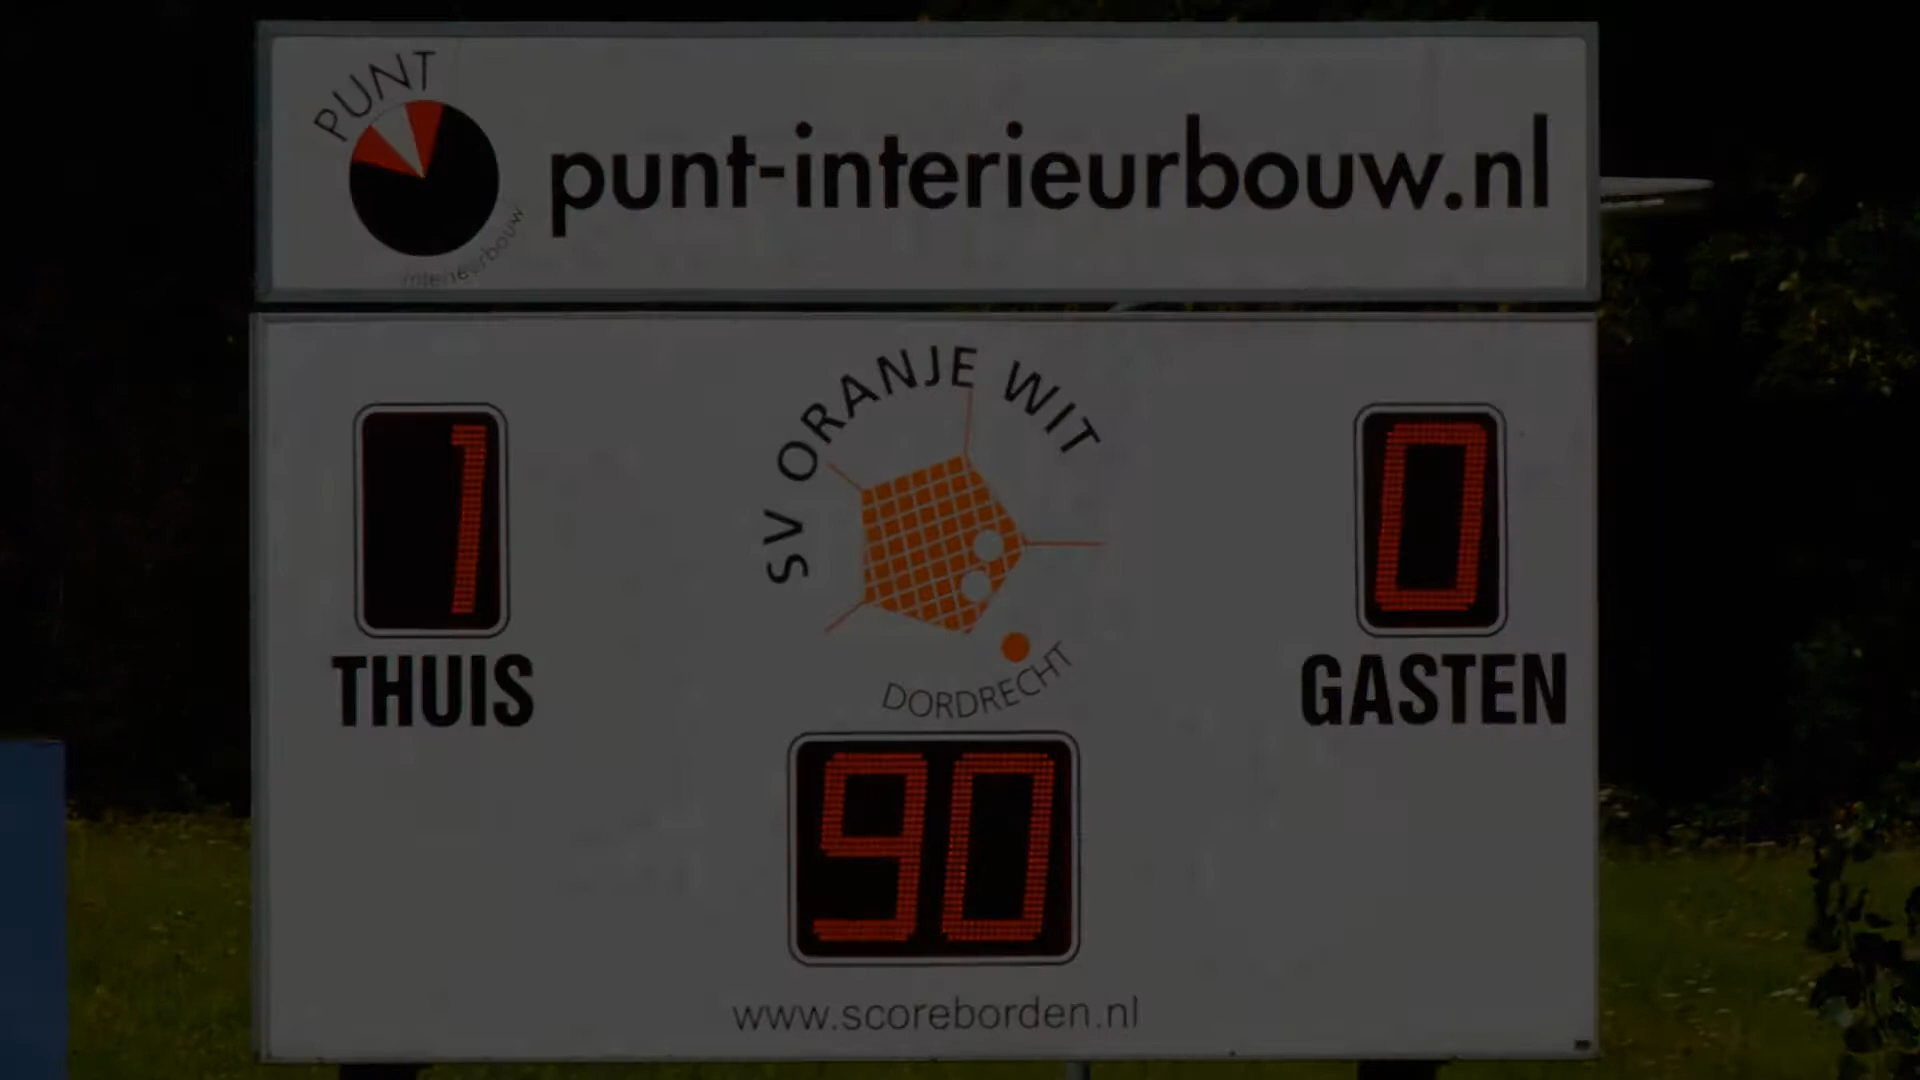 PUNT
interieurbouw
punt-interieurbouw.nl
SV ORANJE WIT
DORDRECHT
1
0
THUIS
GASTEN
90
www.scoreborden.nl